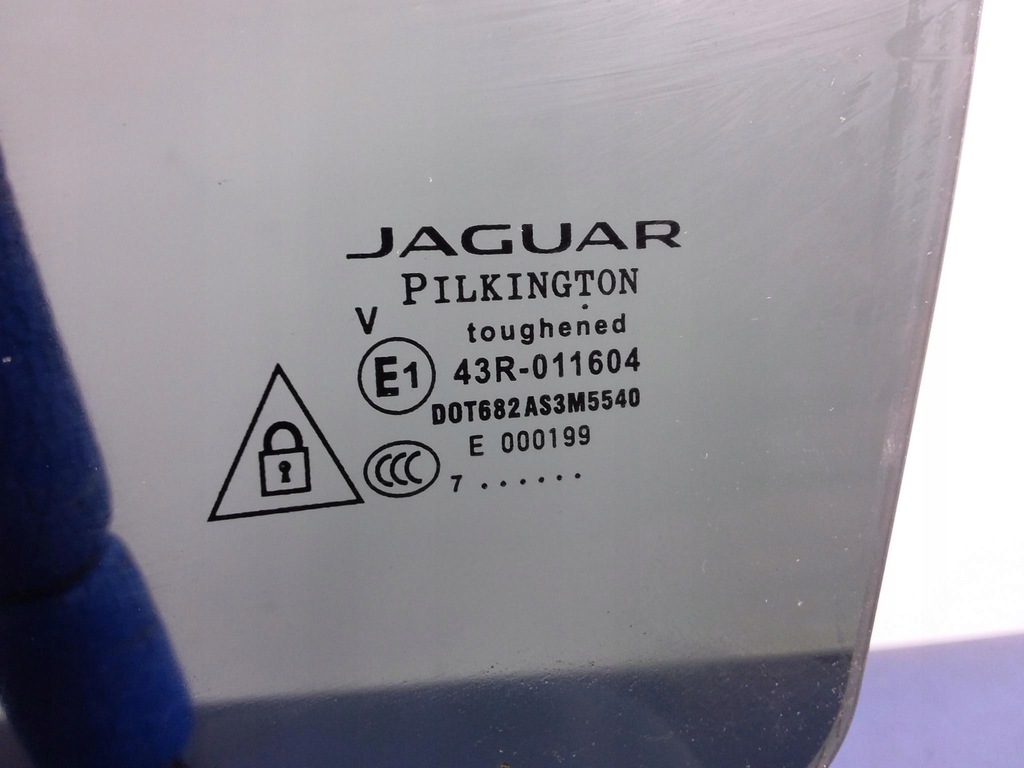 JAGUAR
PILKINGTON
V
toughened
E1 43R-011604
DOT682AS3M5540
E 000199
CCC
7 . . . . . .